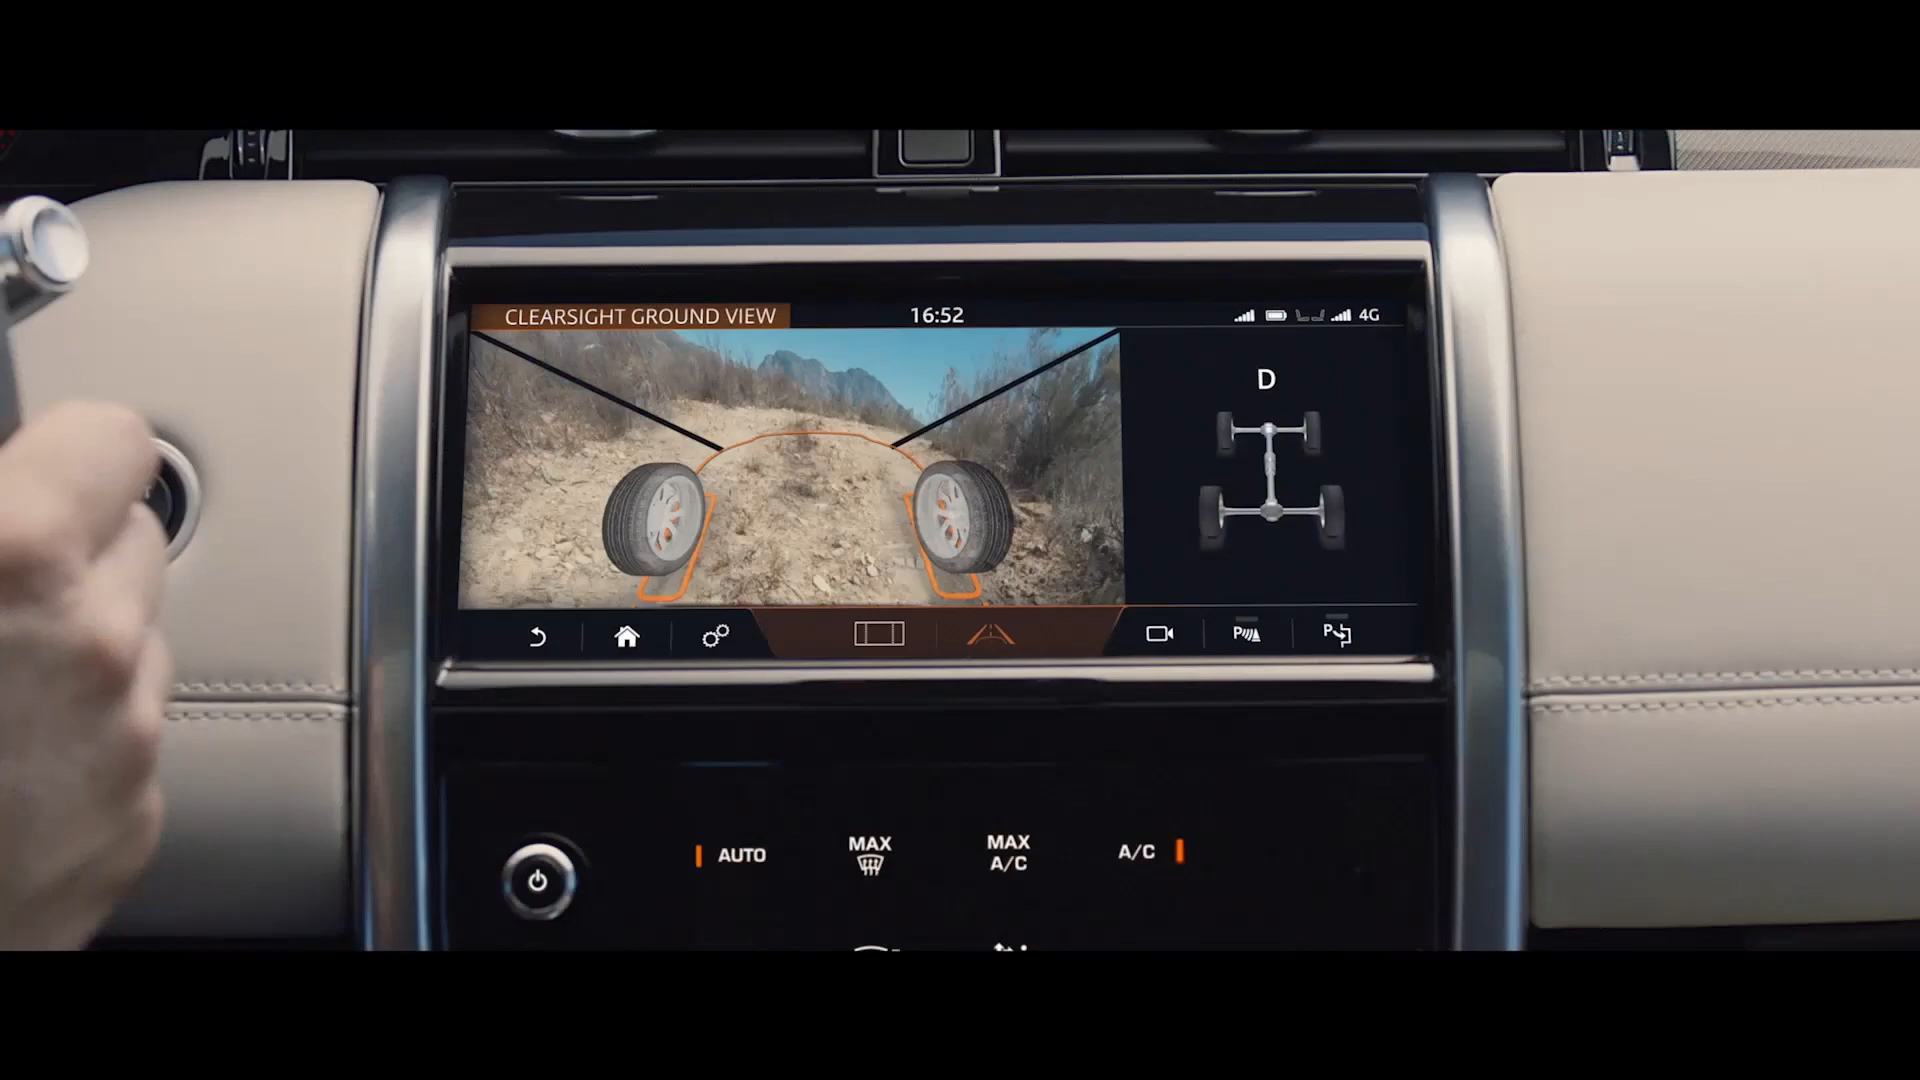 CLEARSIGHT GROUND VIEW
16:52
4G
D
P
P
AUTO
MAX
MAX
A/C
A/C